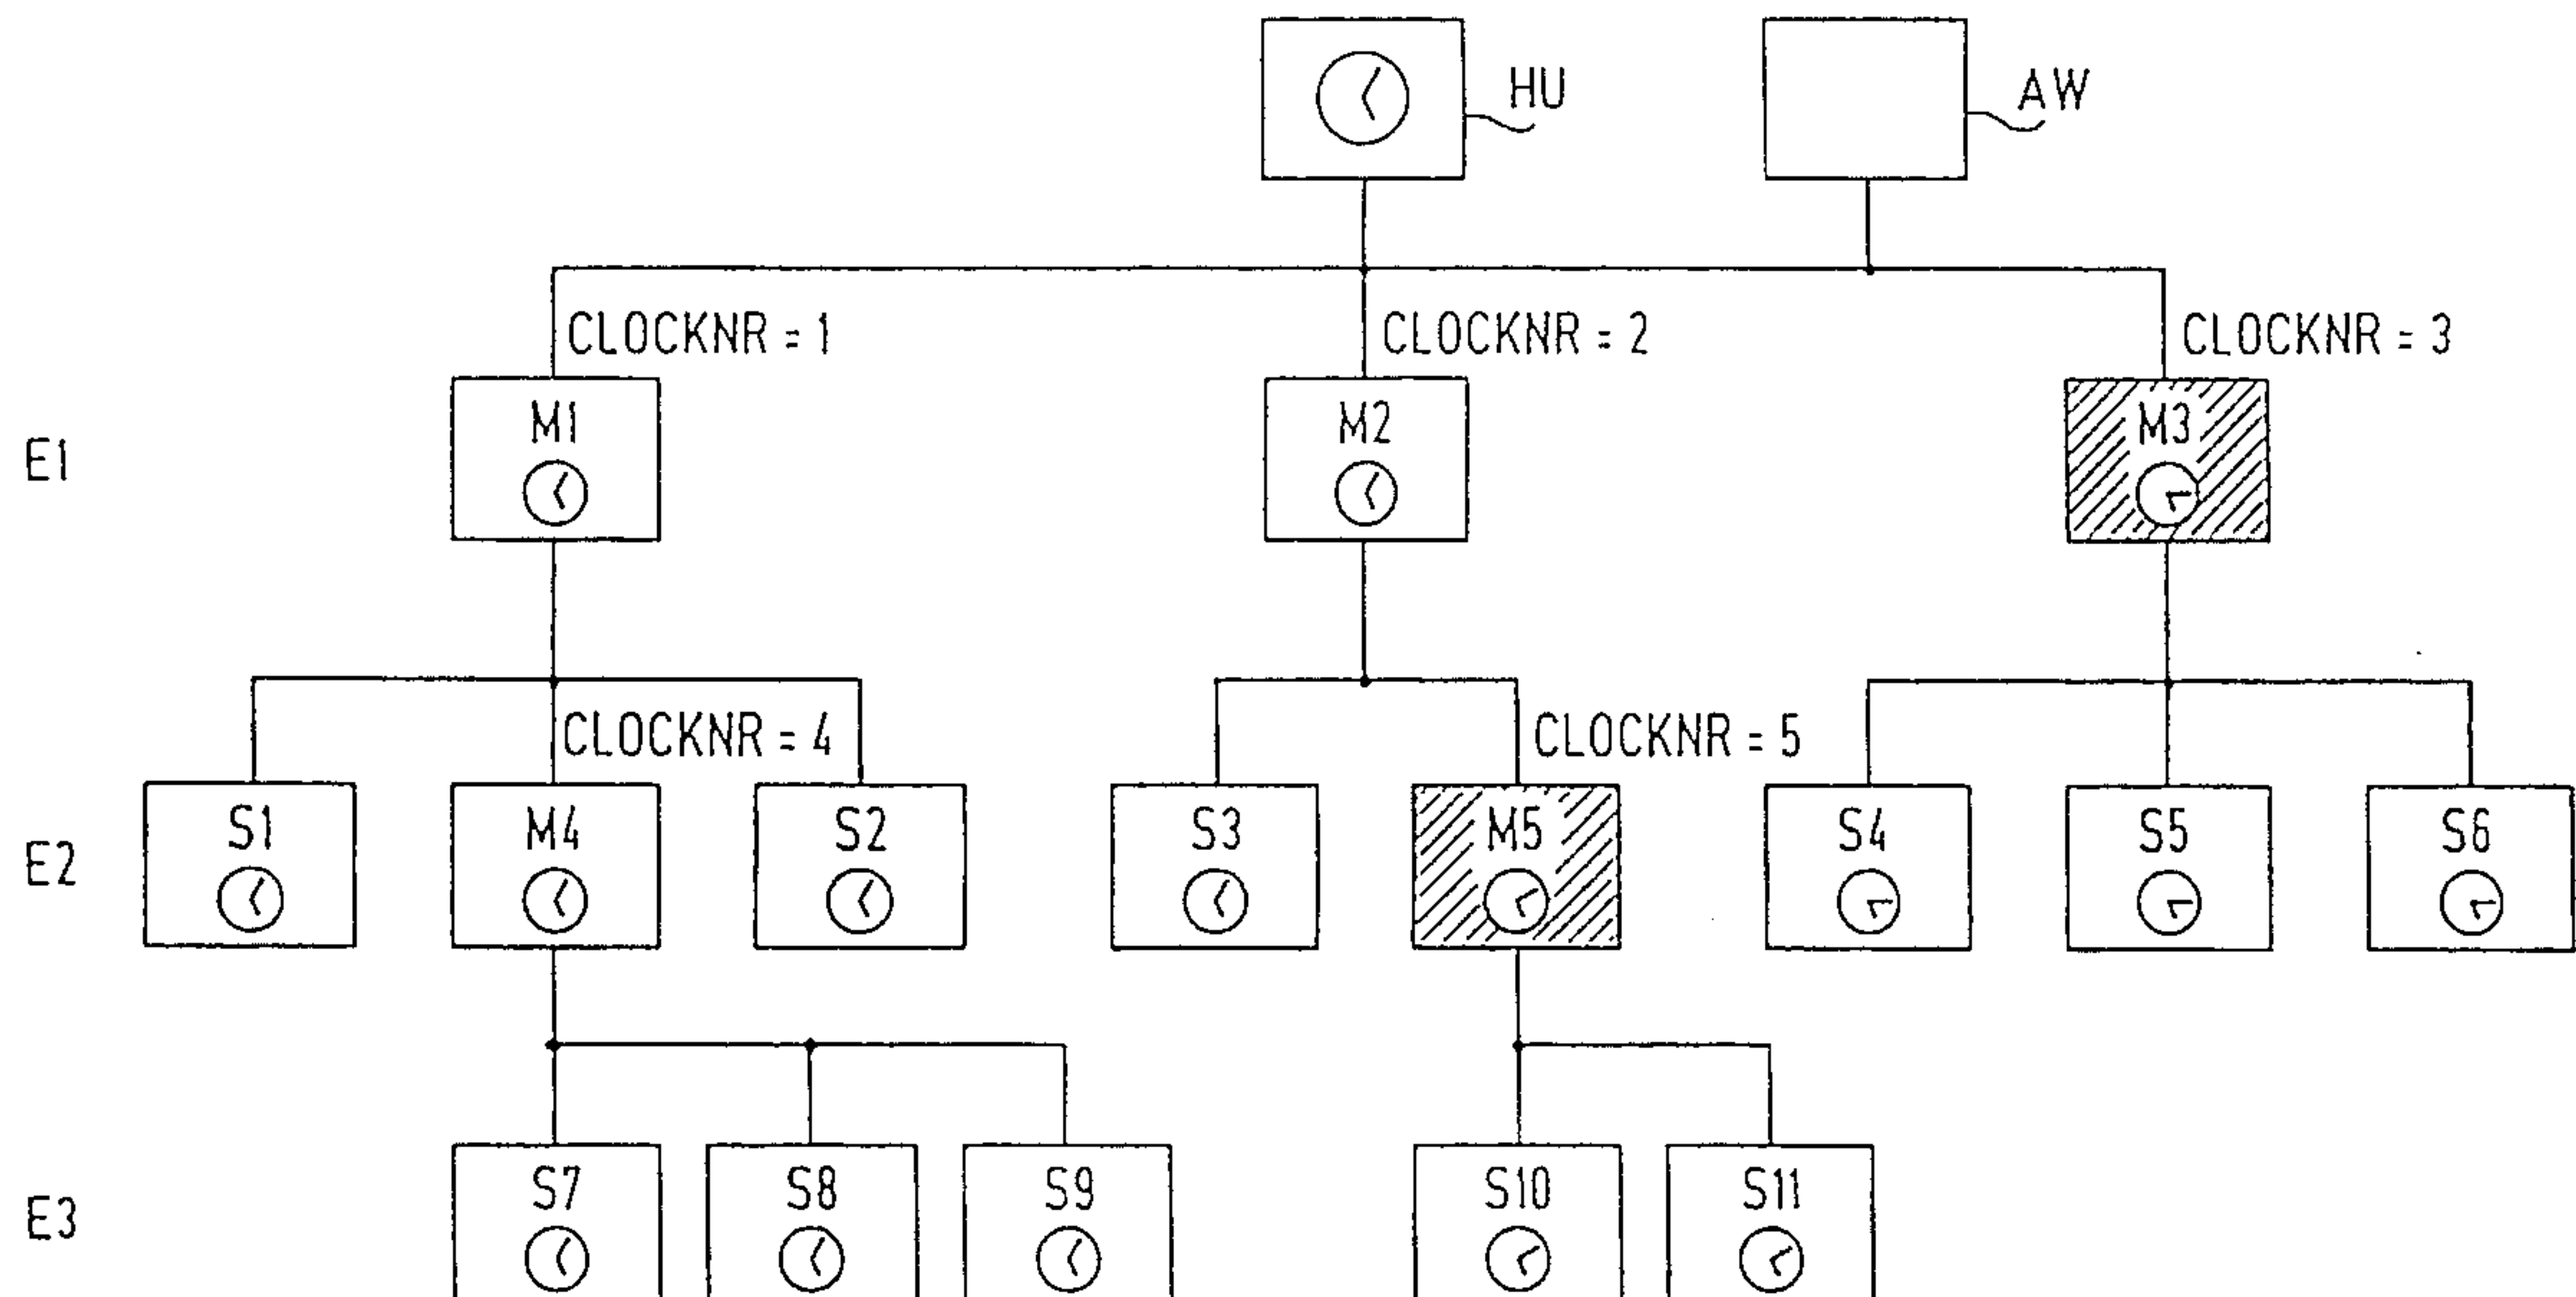 HU
AW
CLOCKNR = 1
CLOCKNR = 2
CLOCKNR = 3
E1
M1
M2
M3
CLOCKNR = 4
CLOCKNR = 5
E2
S1
M4
S2
S3
M5
S4
S5
S6
E3
S7
S8
S9
S10
S11